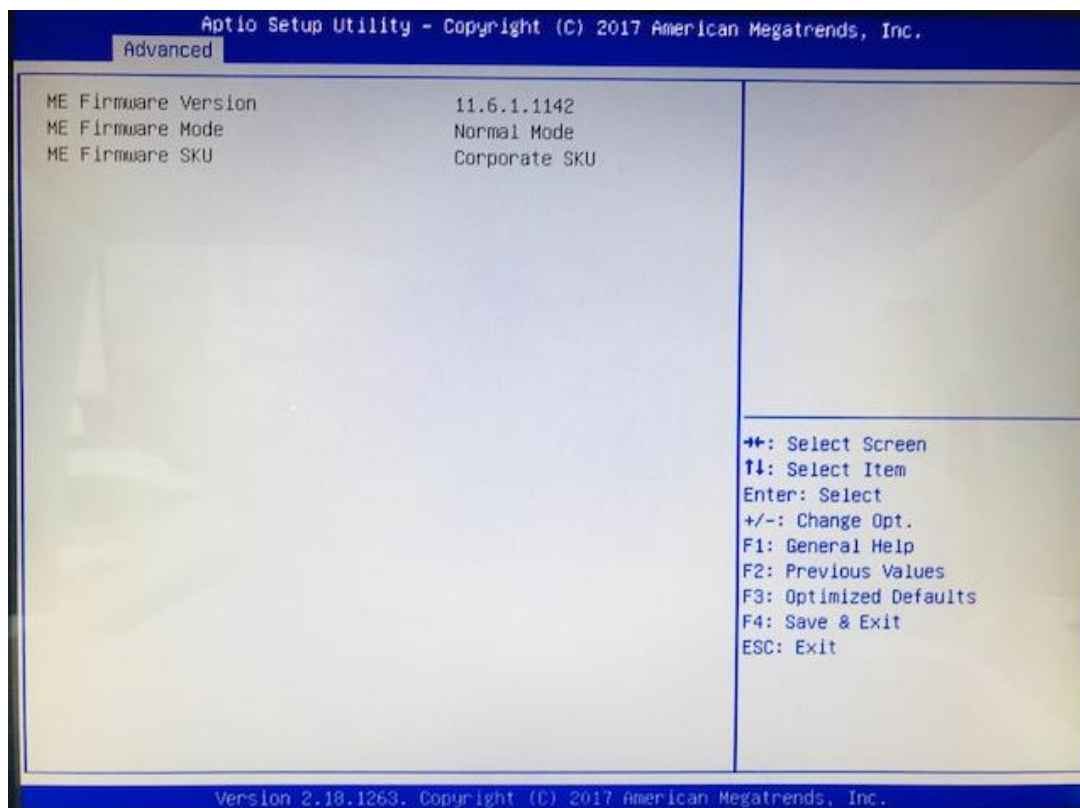 Aptio Setup Utility - Copyright (C) 2017 American Megatrends, Inc.
Advanced
ME Firmware Version 11.6.1.1142
ME Firmware Mode Normal Mode
ME Firmware SKU Corporate SKU
→←: Select Screen
↑↓: Select Item
Enter: Select
+/-: Change Opt.
F1: General Help
F2: Previous Values
F3: Optimized Defaults
F4: Save & Exit
ESC: Exit
Version 2.18.1263. Copyright (C) 2017 American Megatrends, Inc.